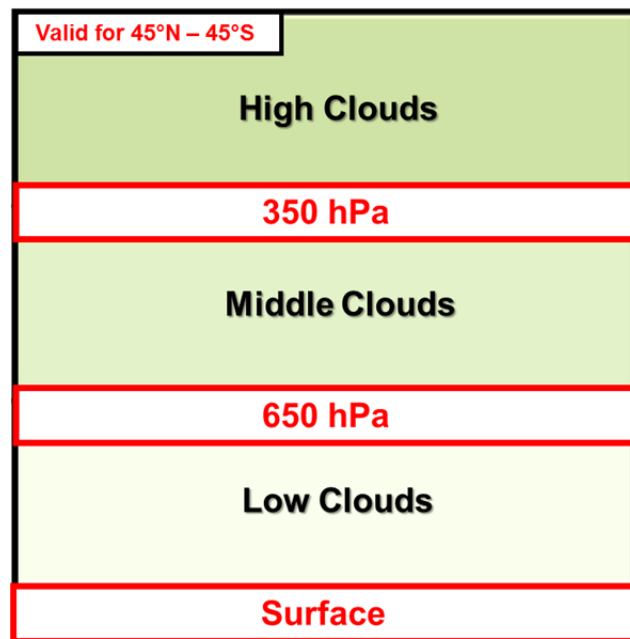 Valid for 45°N – 45°S
High Clouds
350 hPa
Middle Clouds
650 hPa
Low Clouds
Surface